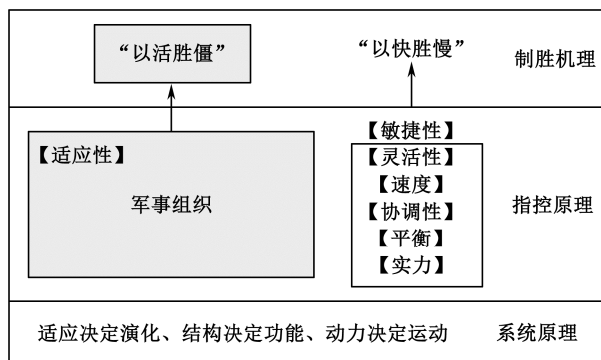 “以活胜僵” “以快胜慢” 制胜机理
【敏捷性】
【适应性】 【灵活性】
【速度】
军事组织 【协调性】 指控原理
【平衡】
【实力】
适应决定演化、结构决定功能、动力决定运动 系统原理